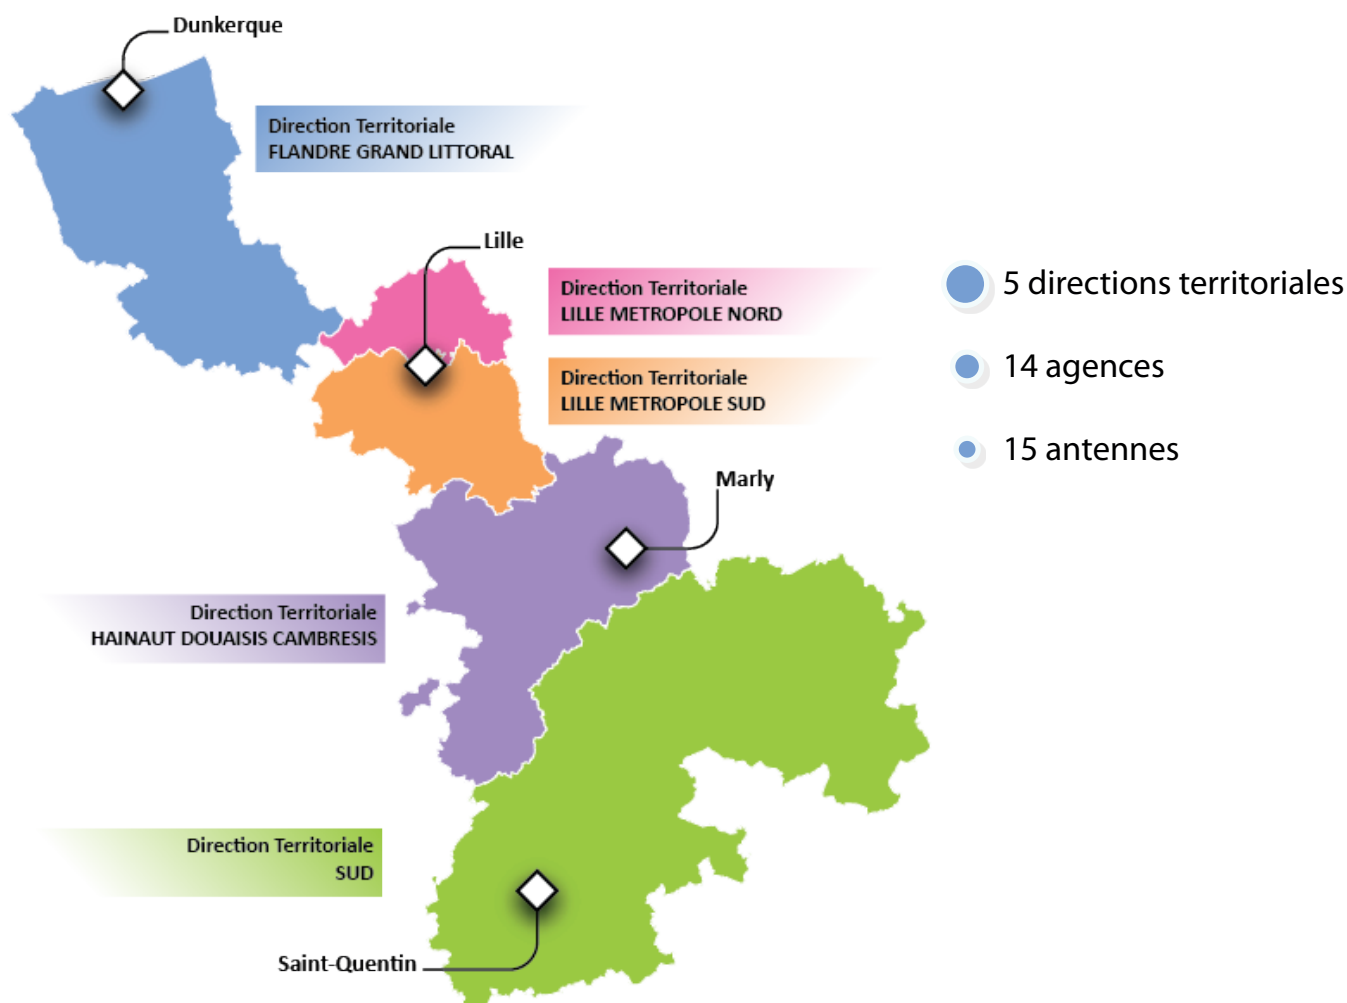 Dunkerque
Direction Territoriale
FLANDRE GRAND LITTORAL
Lille
Direction Territoriale
LILLE METROPOLE NORD
Direction Territoriale
LILLE METROPOLE SUD
5 directions territoriales
14 agences
15 antennes
Marly
Direction Territoriale
HAINAUT DOUAISIS CAMBRESIS
Direction Territoriale
SUD
Saint-Quentin